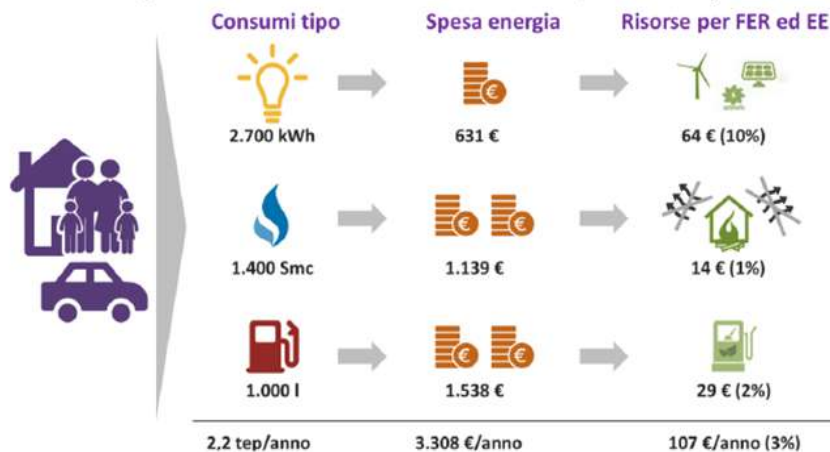 Consumi tipo Spesa energia Risorse per FER ed EE
2.700 kWh 631 € 64 € (10%)
1.400 Smc 1.139 € 14 € (1%)
1.000 l 1.538 € 29 € (2%)
2,2 tep/anno 3.308 €/anno 107 €/anno (3%)